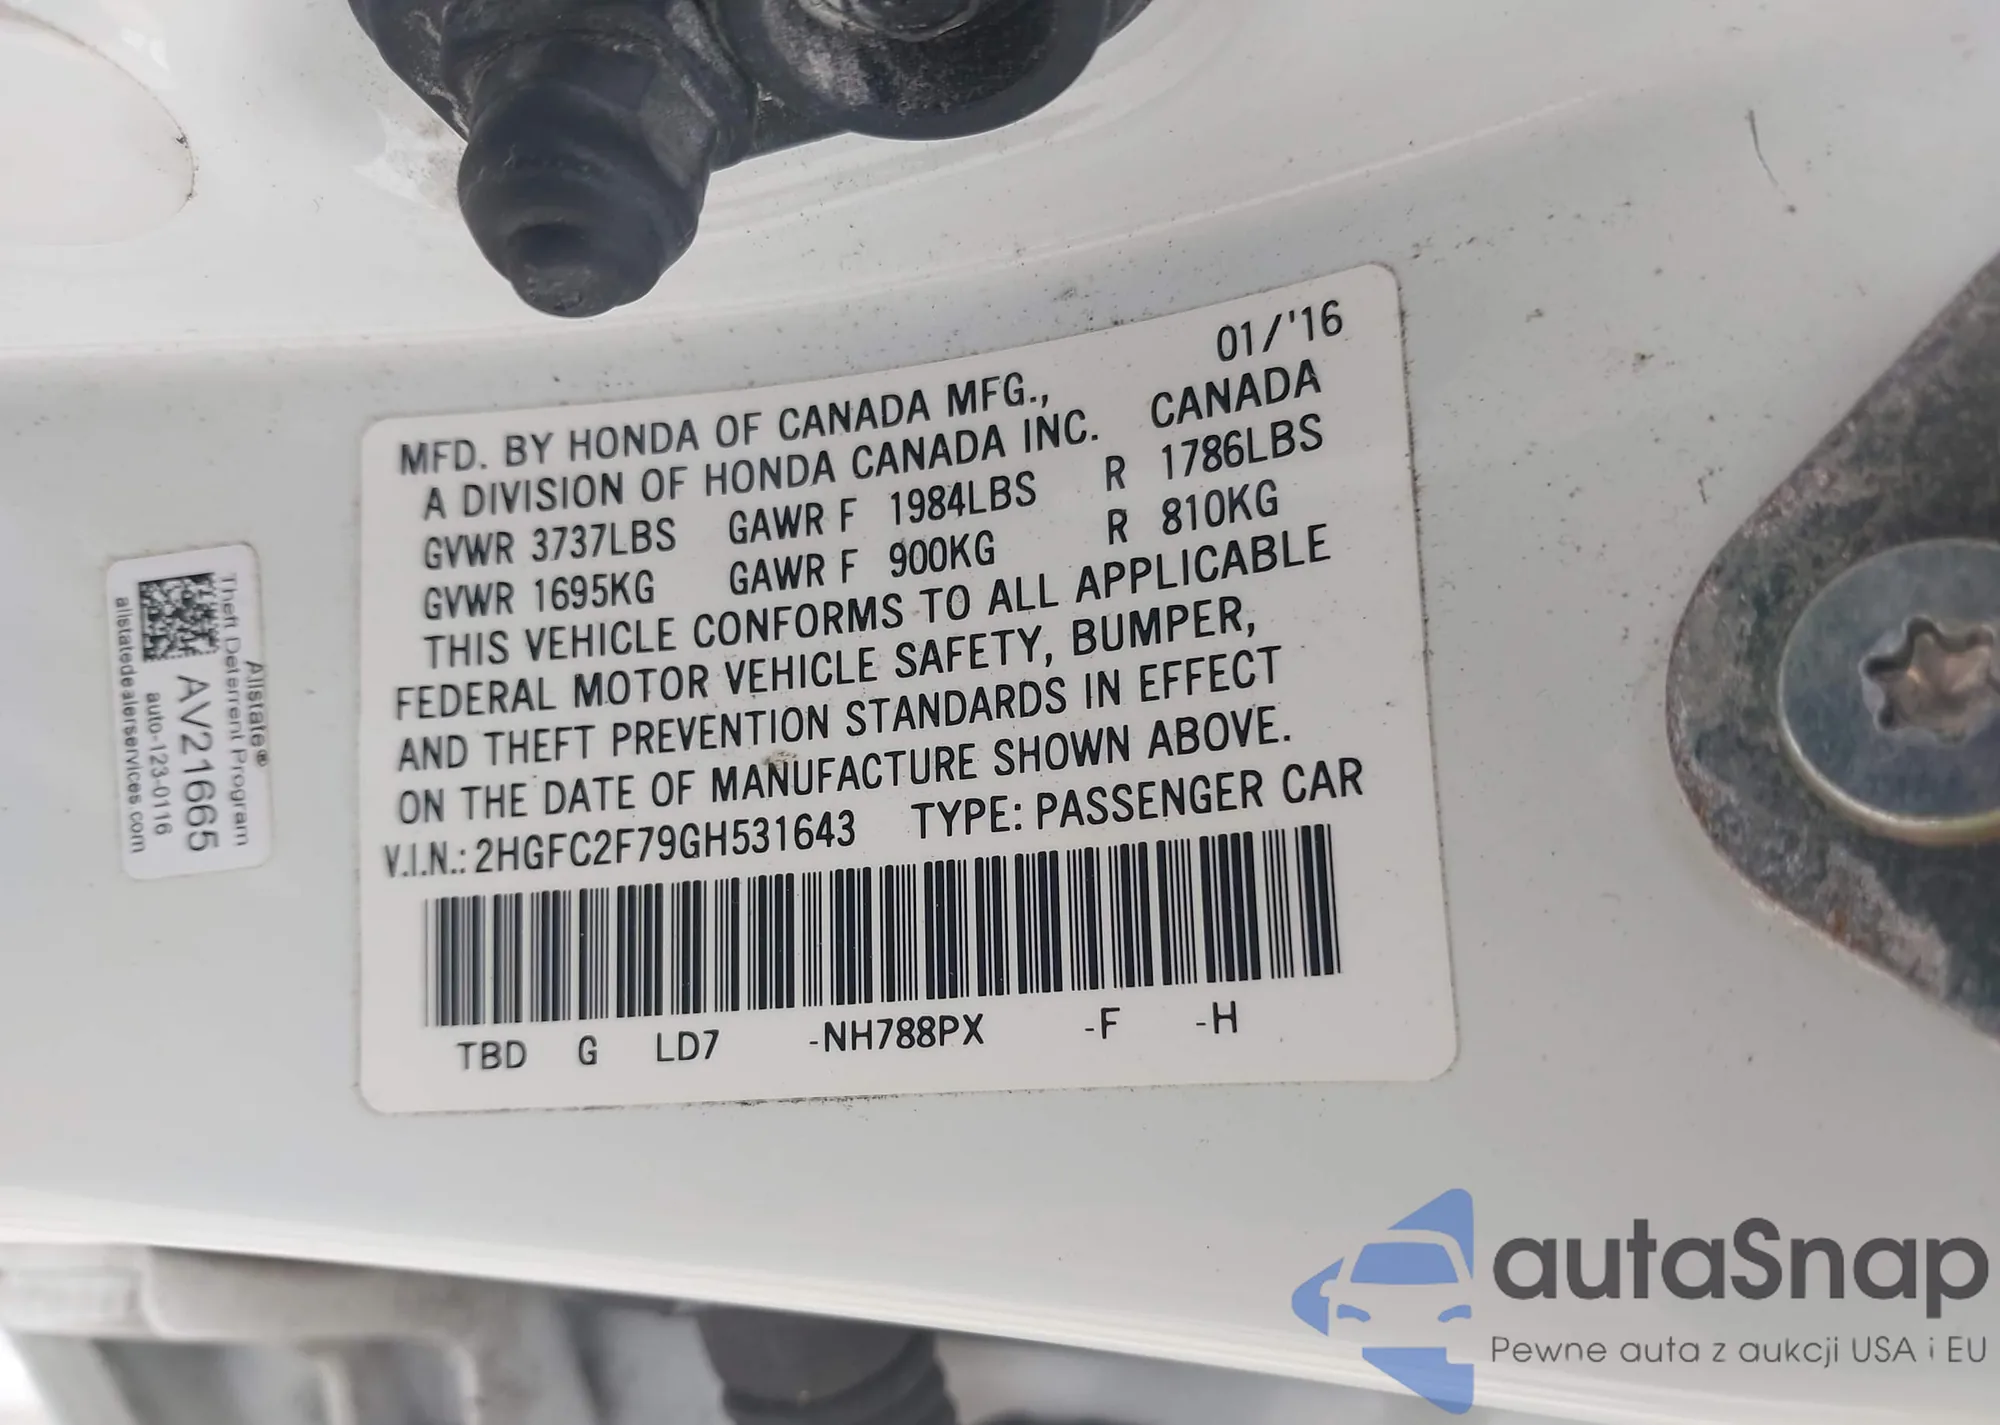 01/'16
MFD. BY HONDA OF CANADA MFG.,
A DIVISION OF HONDA CANADA INC. CANADA
GVWR 3737LBS GAWR F 1984LBS R 1786LBS
GVWR 1695KG GAWR F 900KG R 810KG
THIS VEHICLE CONFORMS TO ALL APPLICABLE
FEDERAL MOTOR VEHICLE SAFETY, BUMPER,
AND THEFT PREVENTION STANDARDS IN EFFECT
ON THE DATE OF MANUFACTURE SHOWN ABOVE.
V.I.N.: 2HGFC2F79GH531643 TYPE: PASSENGER CAR
TBD G LD7 -NH788PX -F -H
Allstate®
Theft Deterrent Program
AV21665
auto-123-0116
allstatedealerservices.com
autaSnap
Pewne auta z aukcji USA i EU